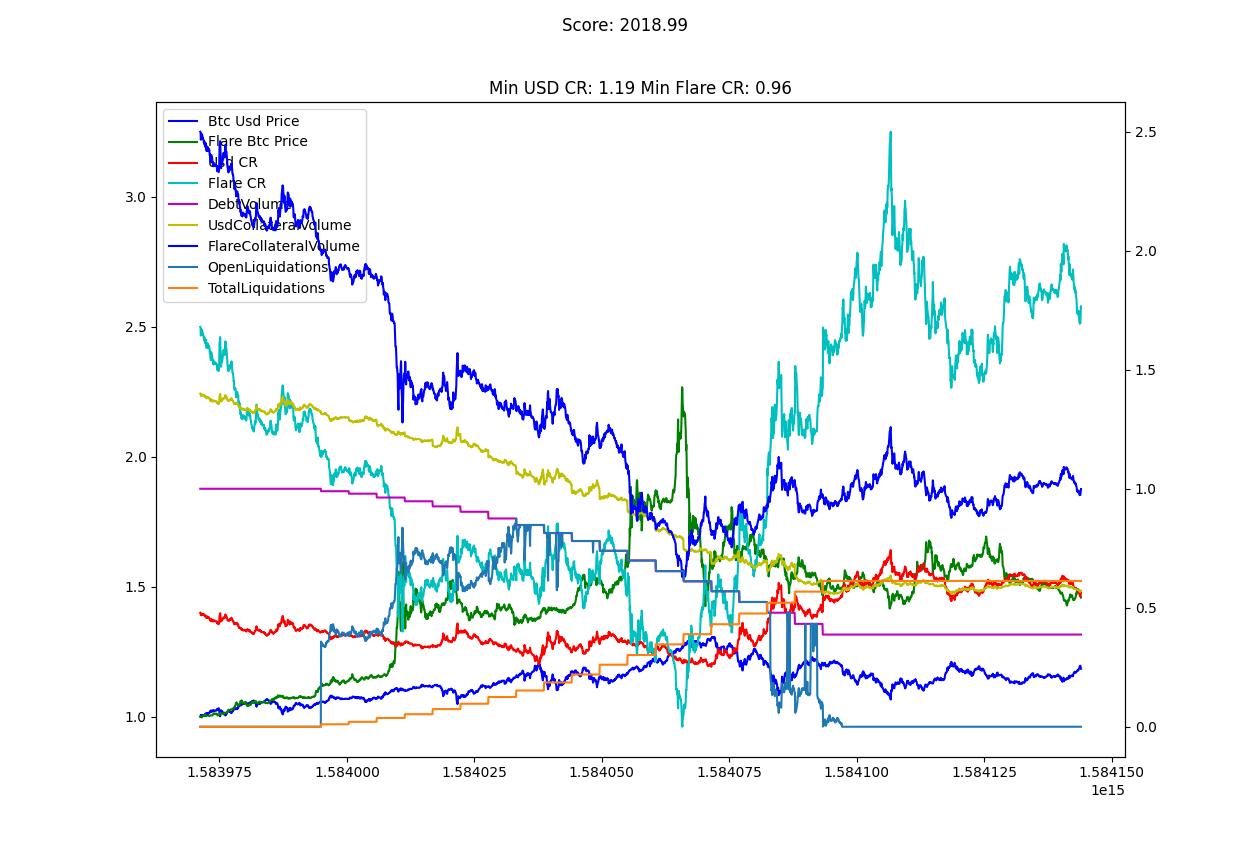 Score: 2018.99
Min USD CR: 1.19 Min Flare CR: 0.96
Btc Usd Price
Flare Btc Price
Usd CR
Flare CR
DebtVolume
UsdCollateralVolume
FlareCollateralVolume
OpenLiquidations
TotalLiquidations
3.0
2.5
2.0
1.5
1.0
2.5
2.0
1.5
1.0
0.5
0.0
1.583975 1.584000 1.584025 1.584050 1.584075 1.584100 1.584125 1.584150
1e15